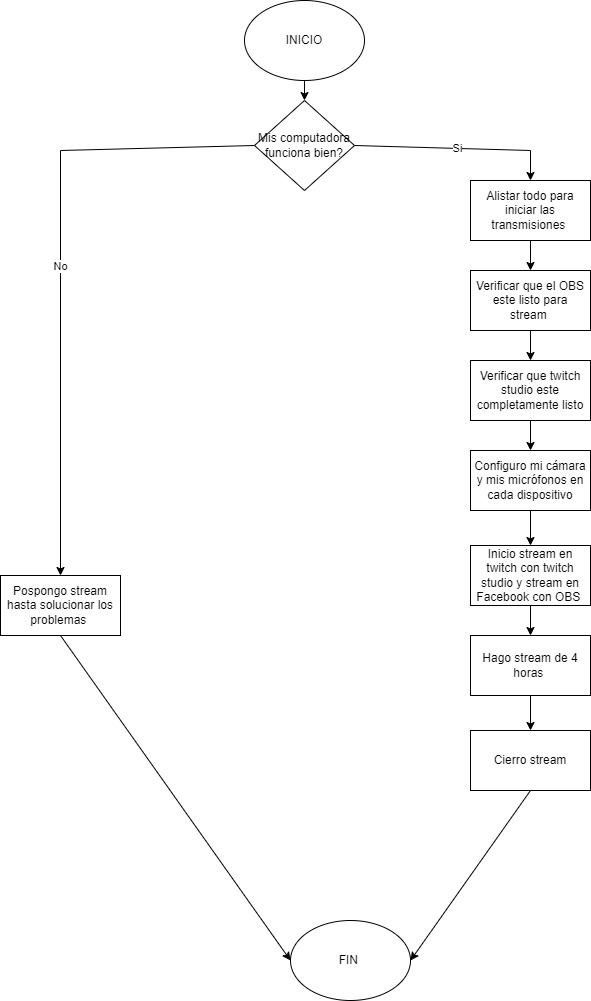 INICIO
Mis computadora
funciona bien?
Si
No
Alistar todo para
iniciar las
transmisiones
Verificar que el OBS
este listo para
stream
Verificar que twitch
studio este
completamente listo
Configuro mi cámara
y mis micrófonos en
cada dispositivo
Inicio stream en
twitch con twitch
studio y stream en
Facebook con OBS
Pospongo stream
hasta solucionar los
problemas
Hago stream de 4
horas
Cierro stream
FIN